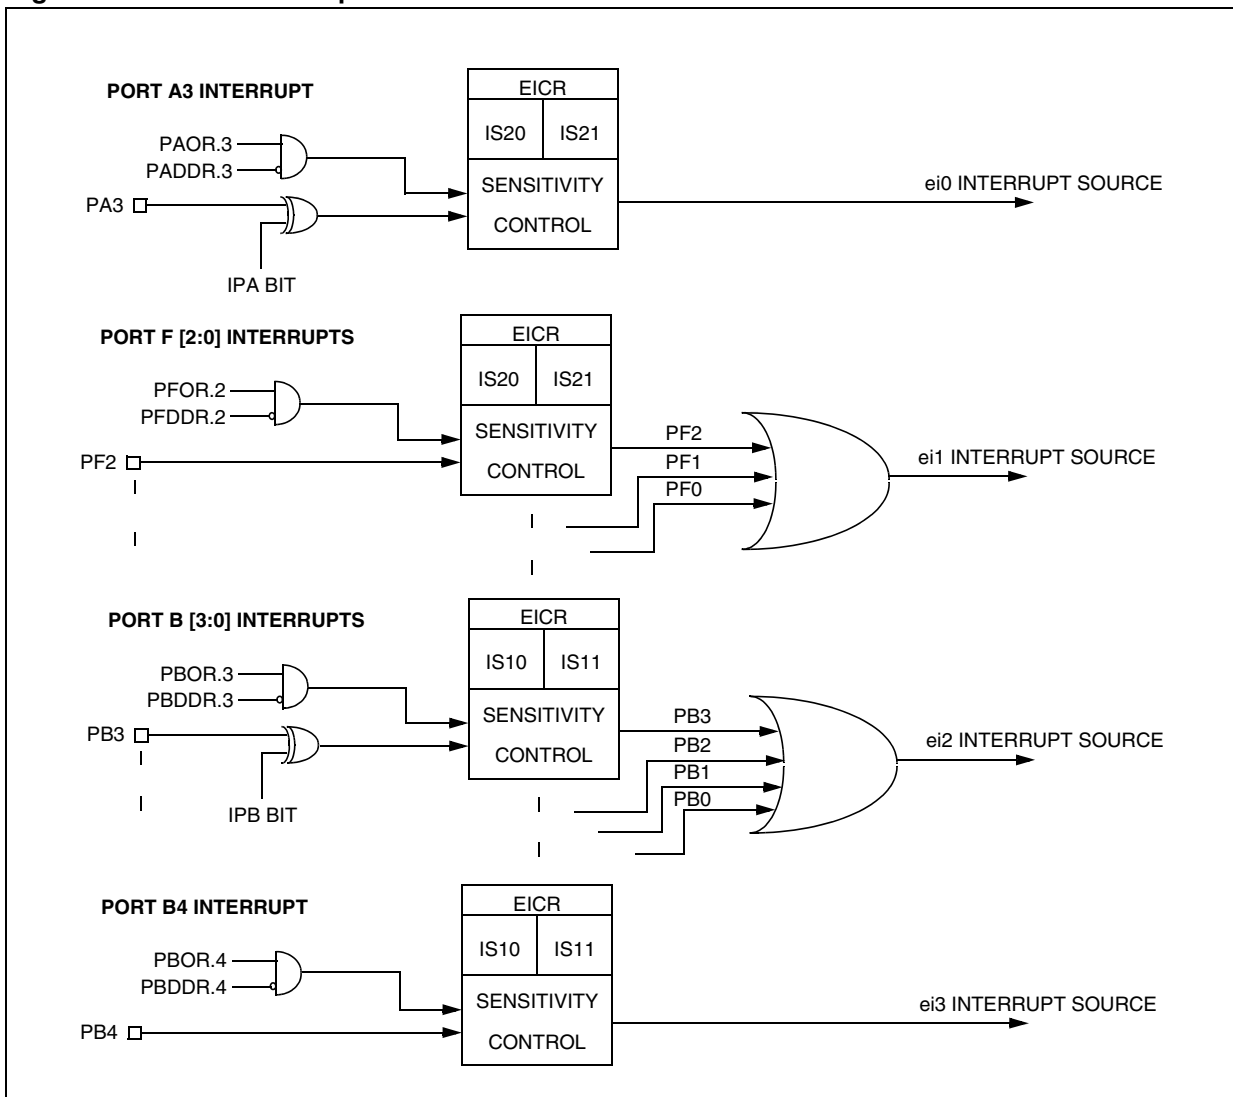 PORT A3 INTERRUPT
EICR
IS20 IS21
PAOR.3
PADDR.3
SENSITIVITY
CONTROL
PA3
IPA BIT
ei0 INTERRUPT SOURCE
PORT F [2:0] INTERRUPTS
EICR
IS20 IS21
PFOR.2
PFDDR.2
SENSITIVITY
CONTROL
PF2
PF2
PF1
PF0
ei1 INTERRUPT SOURCE
PORT B [3:0] INTERRUPTS
EICR
IS10 IS11
PBOR.3
PBDDR.3
SENSITIVITY
CONTROL
PB3
IPB BIT
PB3
PB2
PB1
PB0
ei2 INTERRUPT SOURCE
PORT B4 INTERRUPT
EICR
IS10 IS11
PBOR.4
PBDDR.4
SENSITIVITY
CONTROL
PB4
ei3 INTERRUPT SOURCE